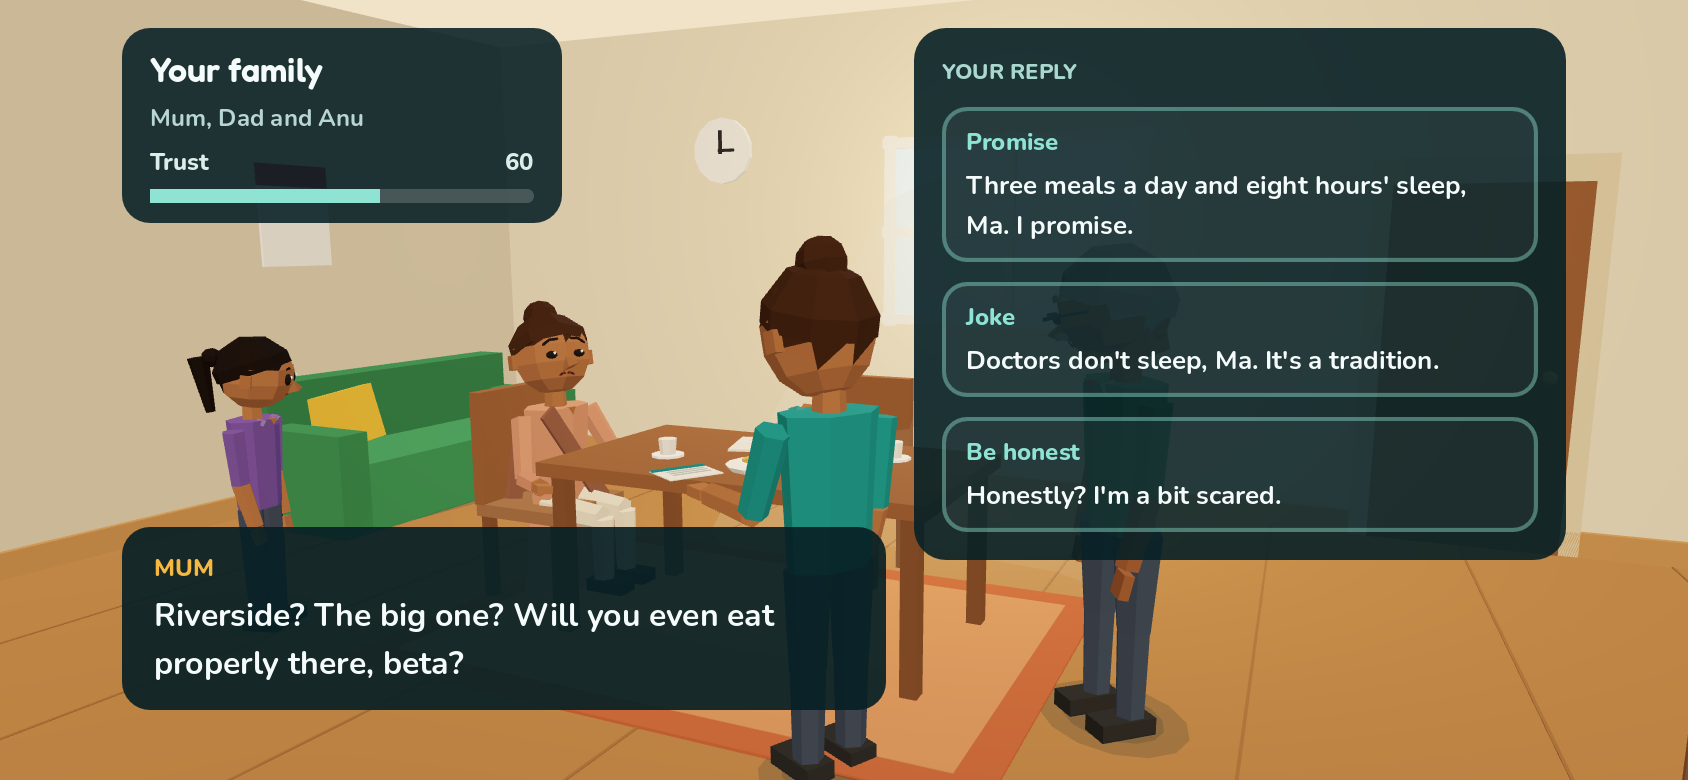 Your family
Mum, Dad and Anu
Trust 60
YOUR REPLY
Promise
Three meals a day and eight hours' sleep,
Ma. I promise.
Joke
Doctors don't sleep, Ma. It's a tradition.
Be honest
Honestly? I'm a bit scared.
MUM
Riverside? The big one? Will you even eat
properly there, beta?